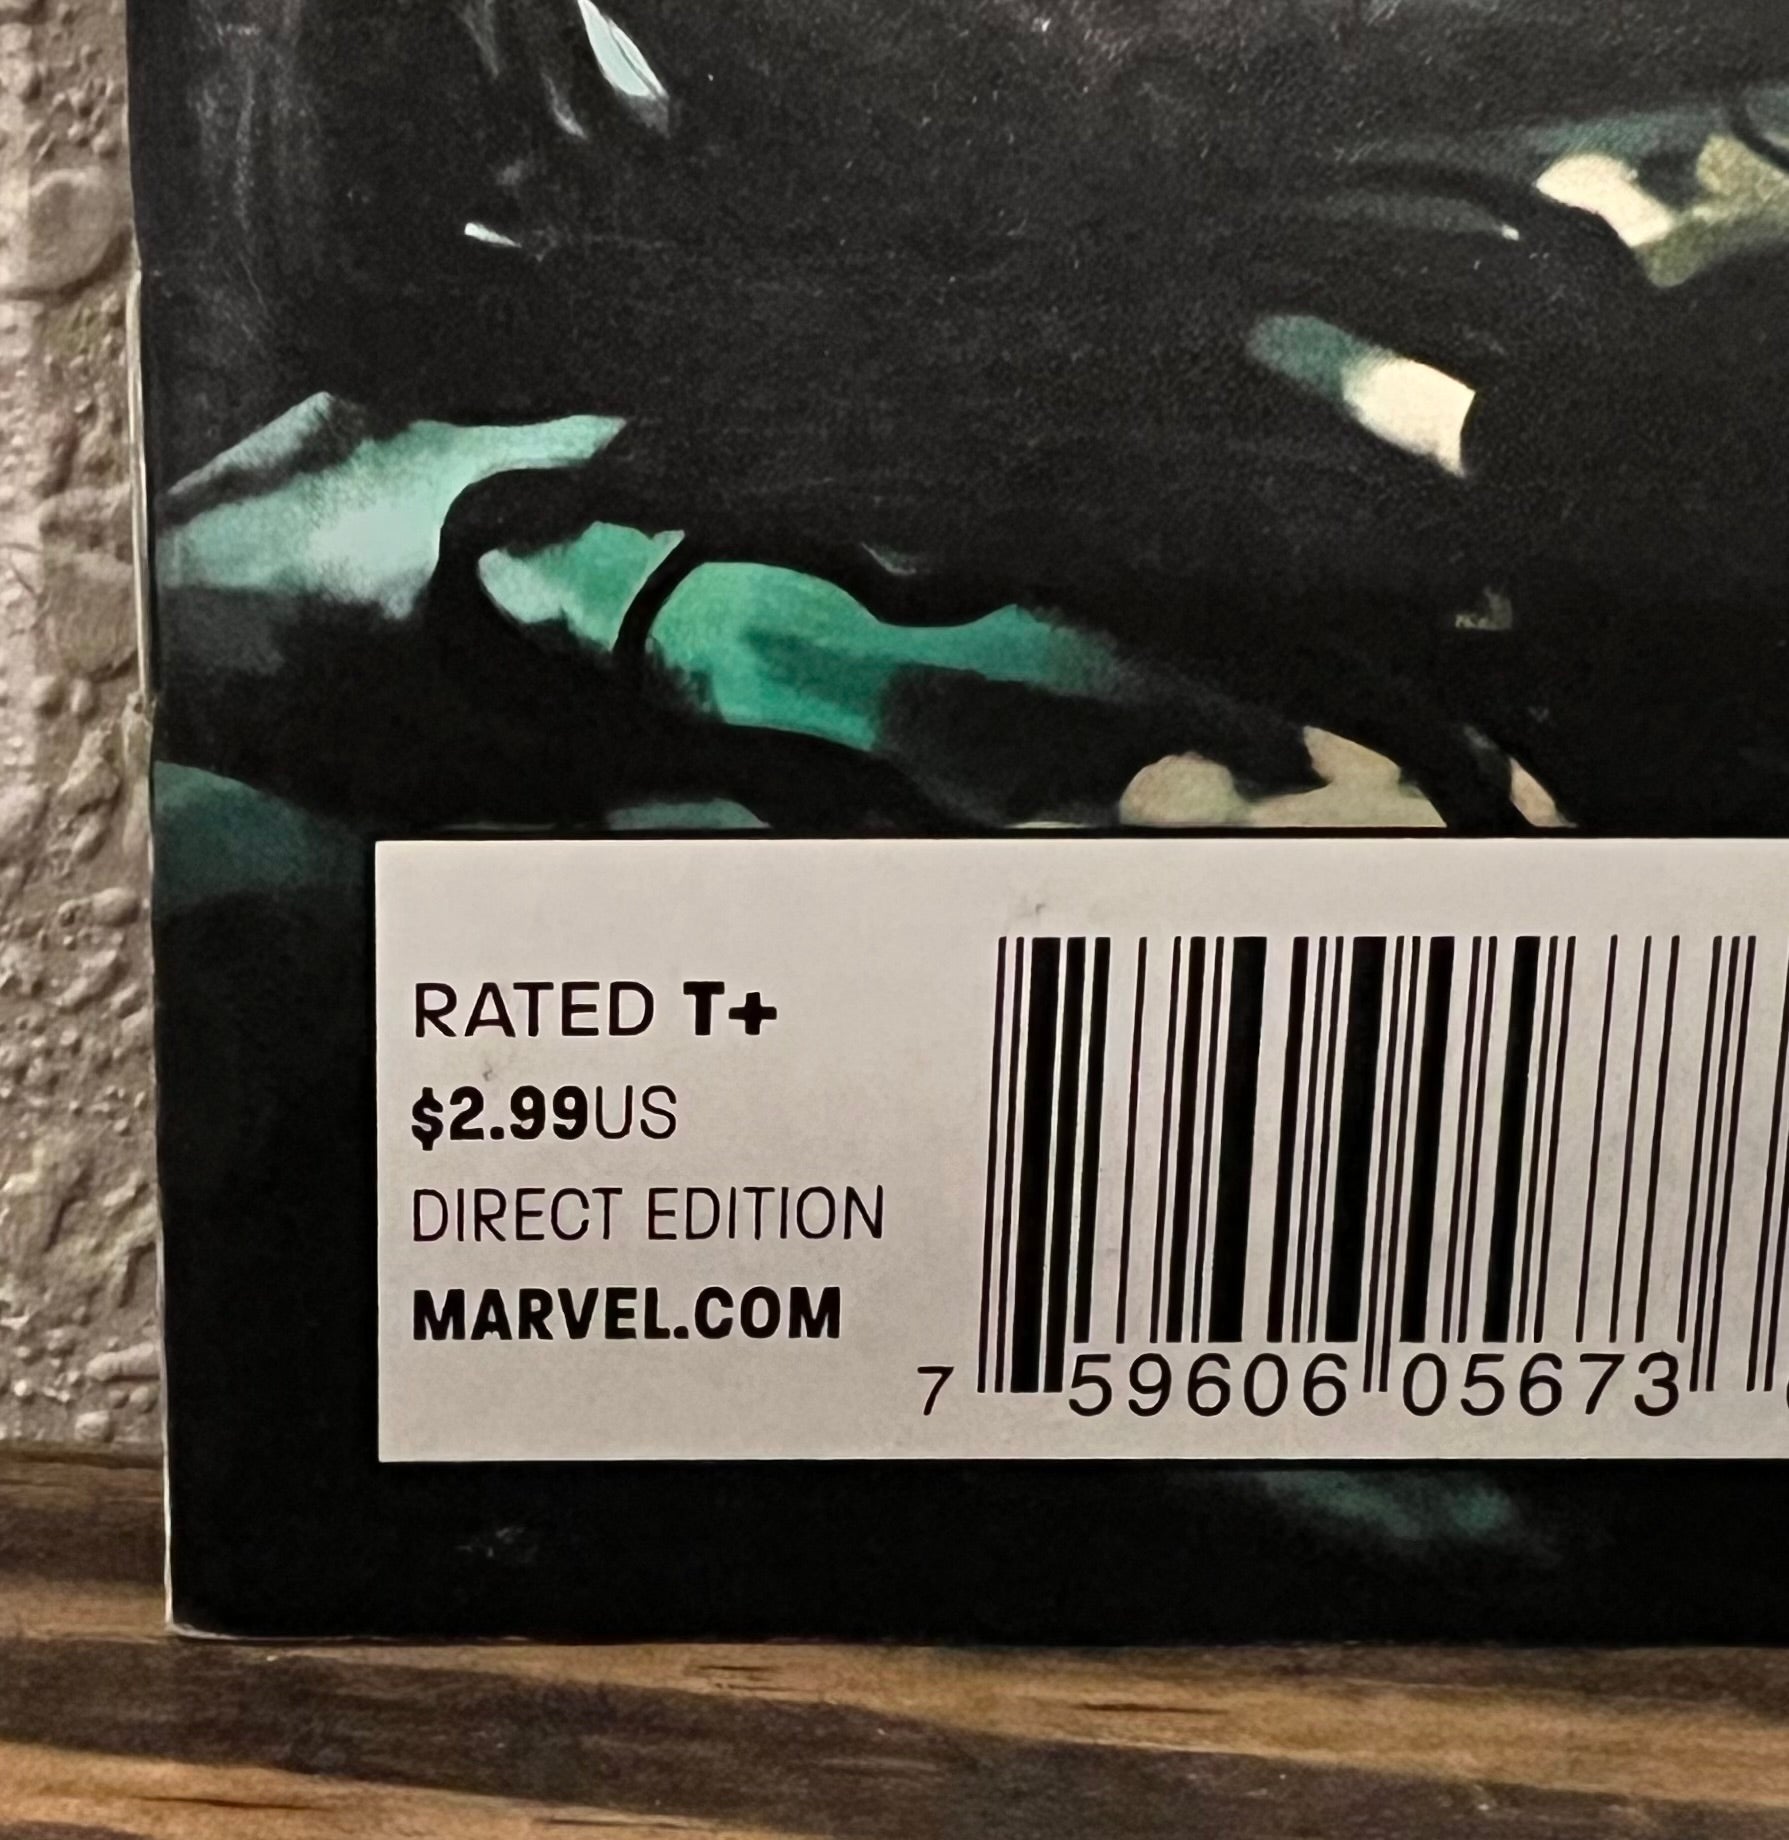 RATED T+
$2.99US
DIRECT EDITION
MARVEL.COM
7 59606 05673